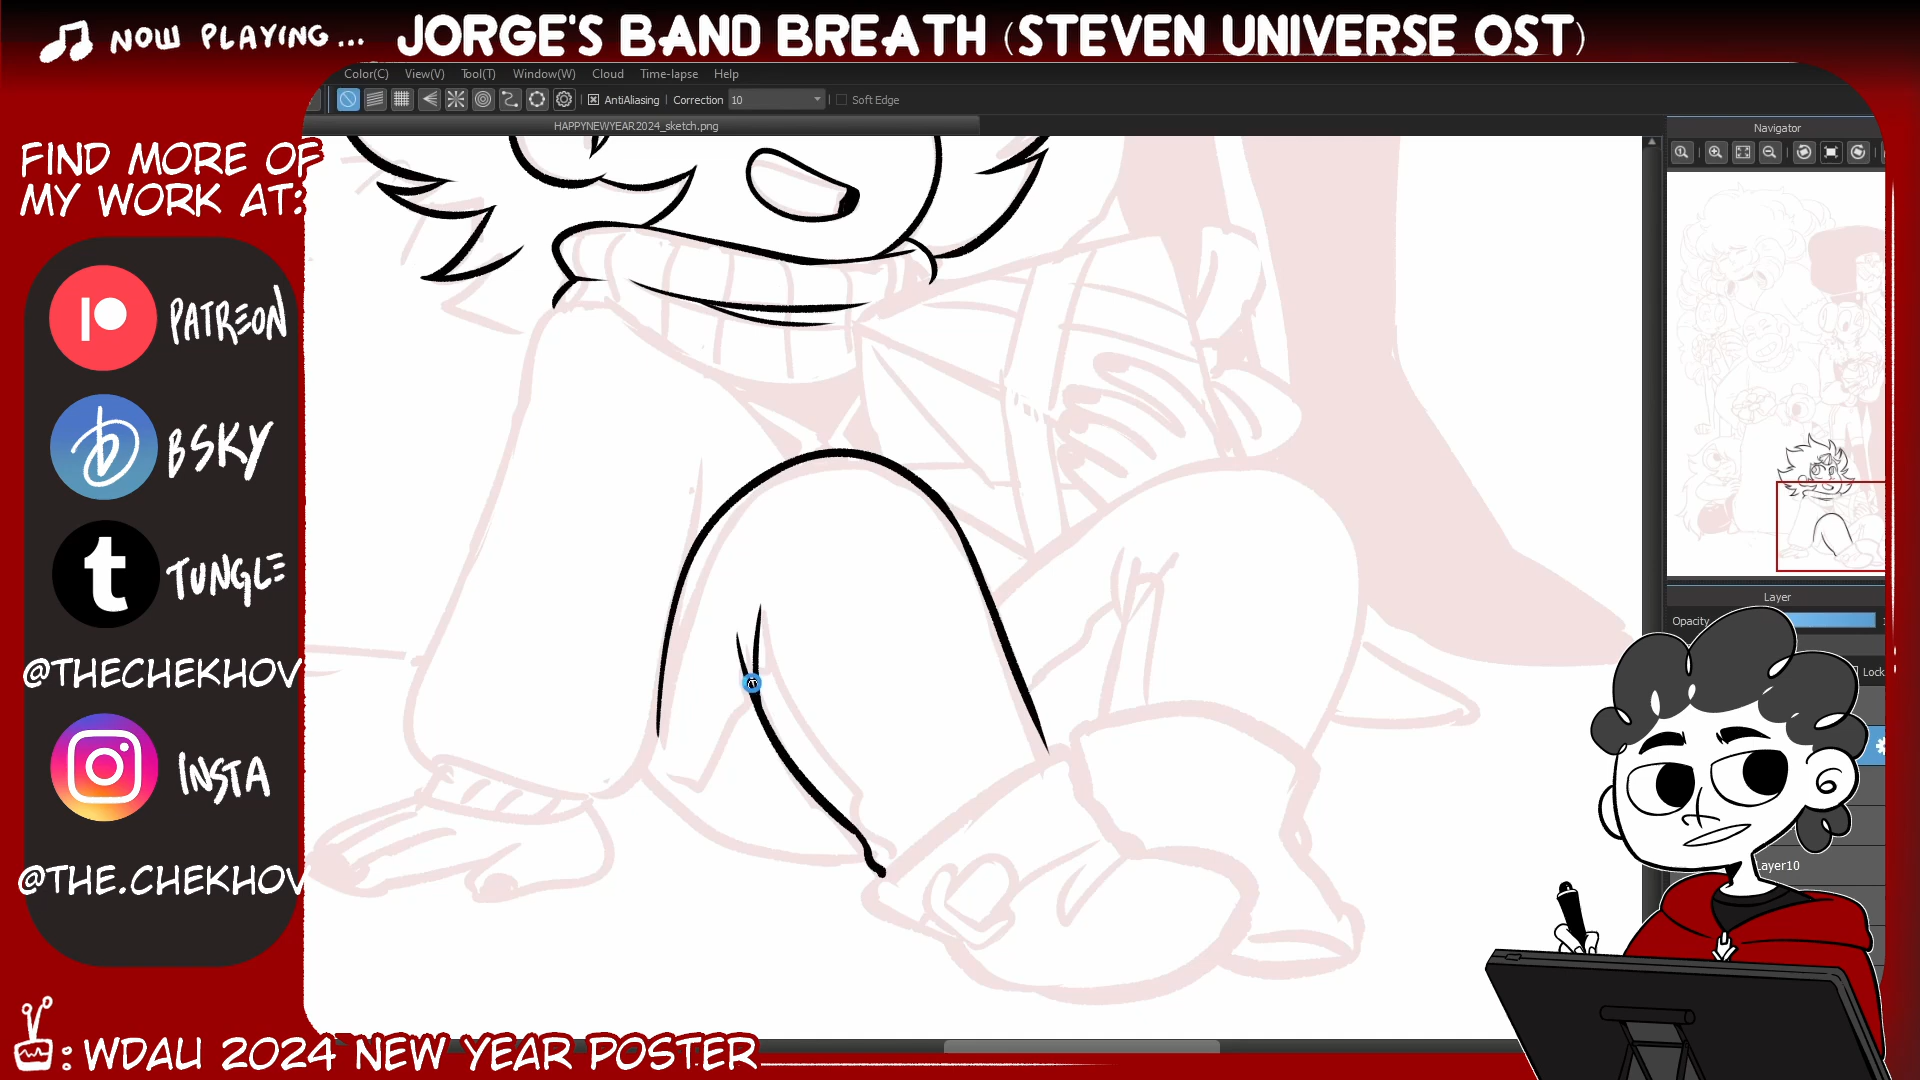 NOW PLAYING... JORGE'S BAND BREATH (STEVEN UNIVERSE OST)
Color(C) View(V) Tool(T) Window(W) Cloud Time-lapse Help
AntiAliasing Correction 10 Soft Edge
HAPPYNEWYEAR2024_sketch.png
Navigator
FIND MORE OF
MY WORK AT:
PATREON
BSKY
TUNGLE
@THECHEKHOV
INSTA
@THE.CHEKHOV
Layer
Opacity
Lock
Layer10
: WDAU 2024 NEW YEAR POSTER